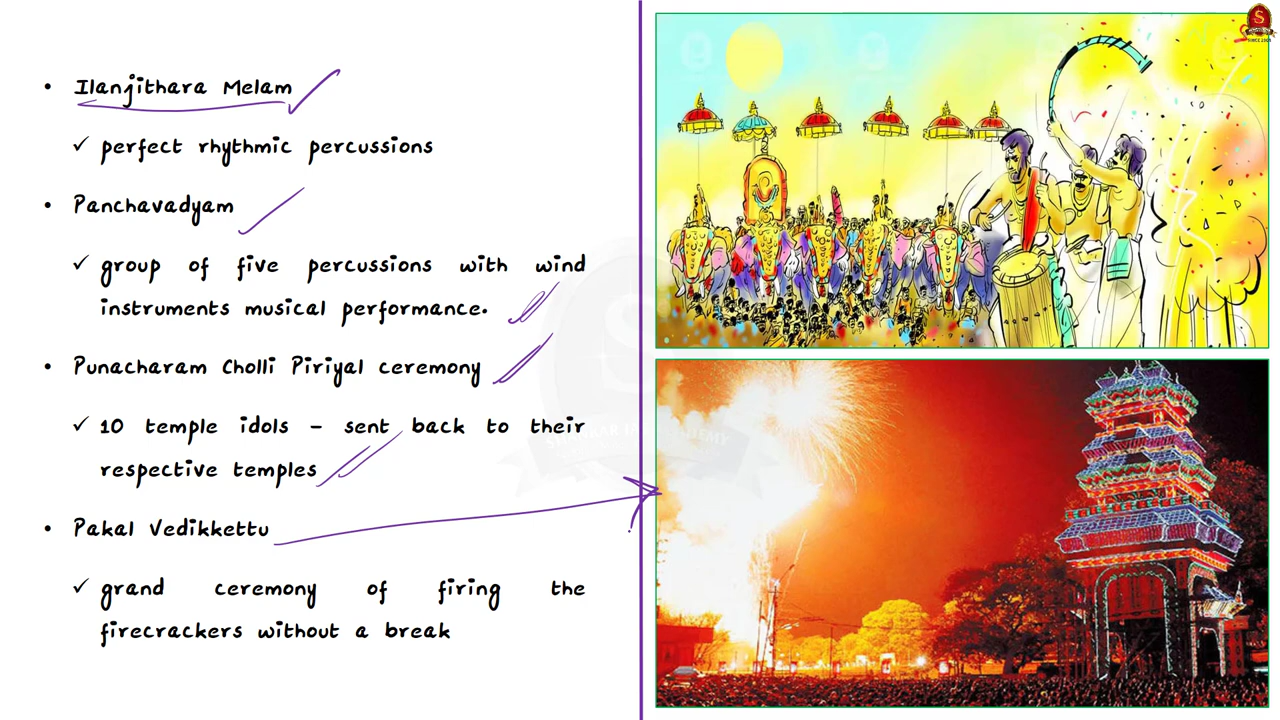 • Ilanjithara Melam
✓ perfect rhythmic percussions
• Panchavadyam
✓ group of five percussions with wind
instruments musical performance.
• Punacharam Cholli Piriyal ceremony
✓ 10 temple idols – sent back to their
respective temples
• Pakal Vedikkettu
✓ grand ceremony of firing the
firecrackers without a break